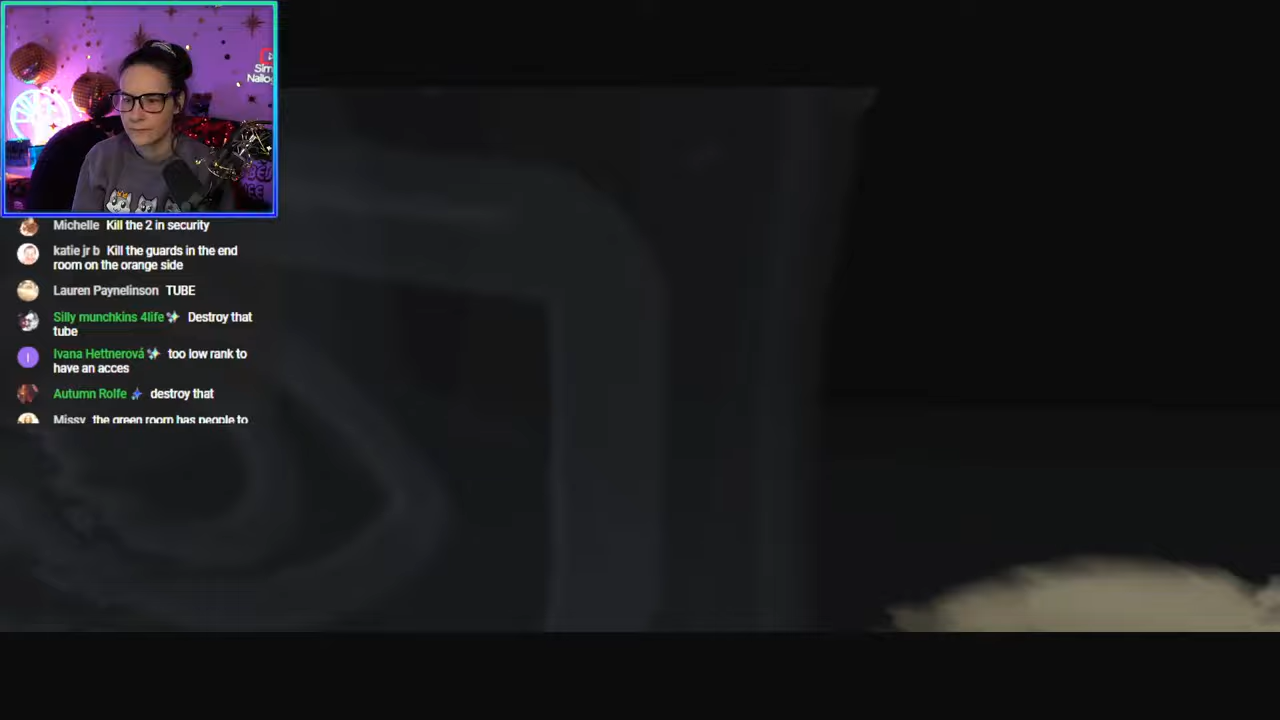 Sim
Nailo
Michelle Kill the 2 in security
katie jr b Kill the guards in the end
room on the orange side
Lauren Paynelinson TUBE
Silly munchkins 4life Destroy that
tube
Ivana Hettnerová too low rank to
have an acces
I
Autumn Rolfe destroy that
Missy the green room has people to